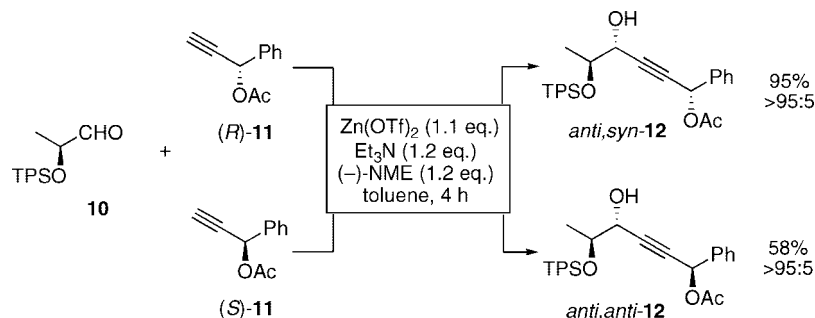 Ph
OAc
(R)-11
CHO
TPSO
10
+
Ph
OAc
(S)-11
Zn(OTf)2 (1.1 eq.)
Et3N (1.2 eq.)
(–)-NME (1.2 eq.)
toluene, 4 h
OH
Ph
TPSO
OAc
anti,syn-12
95%
>95:5
OH
Ph
TPSO
OAc
anti,anti-12
58%
>95:5